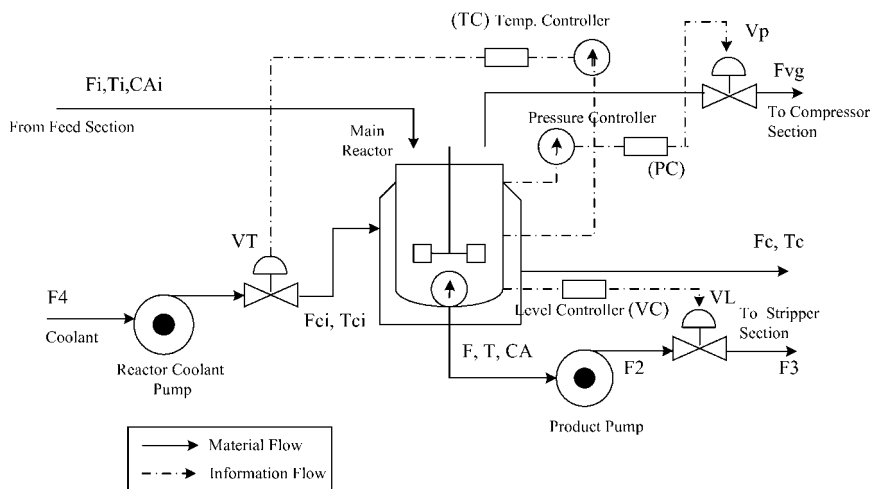 (TC) Temp. Controller
Vp
Fi,Ti,CAi
Fvg
From Feed Section
Main
Reactor
Pressure Controller
To Compressor
Section
(PC)
VT
Fc, Tc
F4
Coolant
Fci, Tci
Level Controller (VC)
VL
To Stripper
Section
Reactor Coolant
Pump
F, T, CA
F2
F3
Product Pump
Material Flow
Information Flow